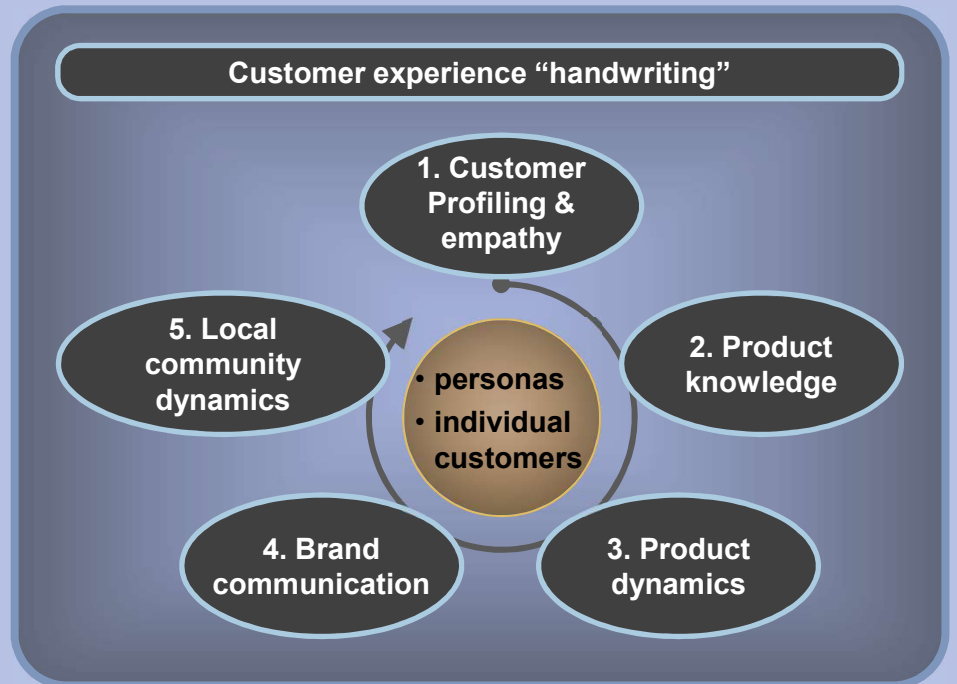 Customer experience “handwriting”
1. Customer
Profiling &
empathy
2. Product
knowledge
3. Product
dynamics
4. Brand
communication
5. Local
community
dynamics
• personas
• individual
customers